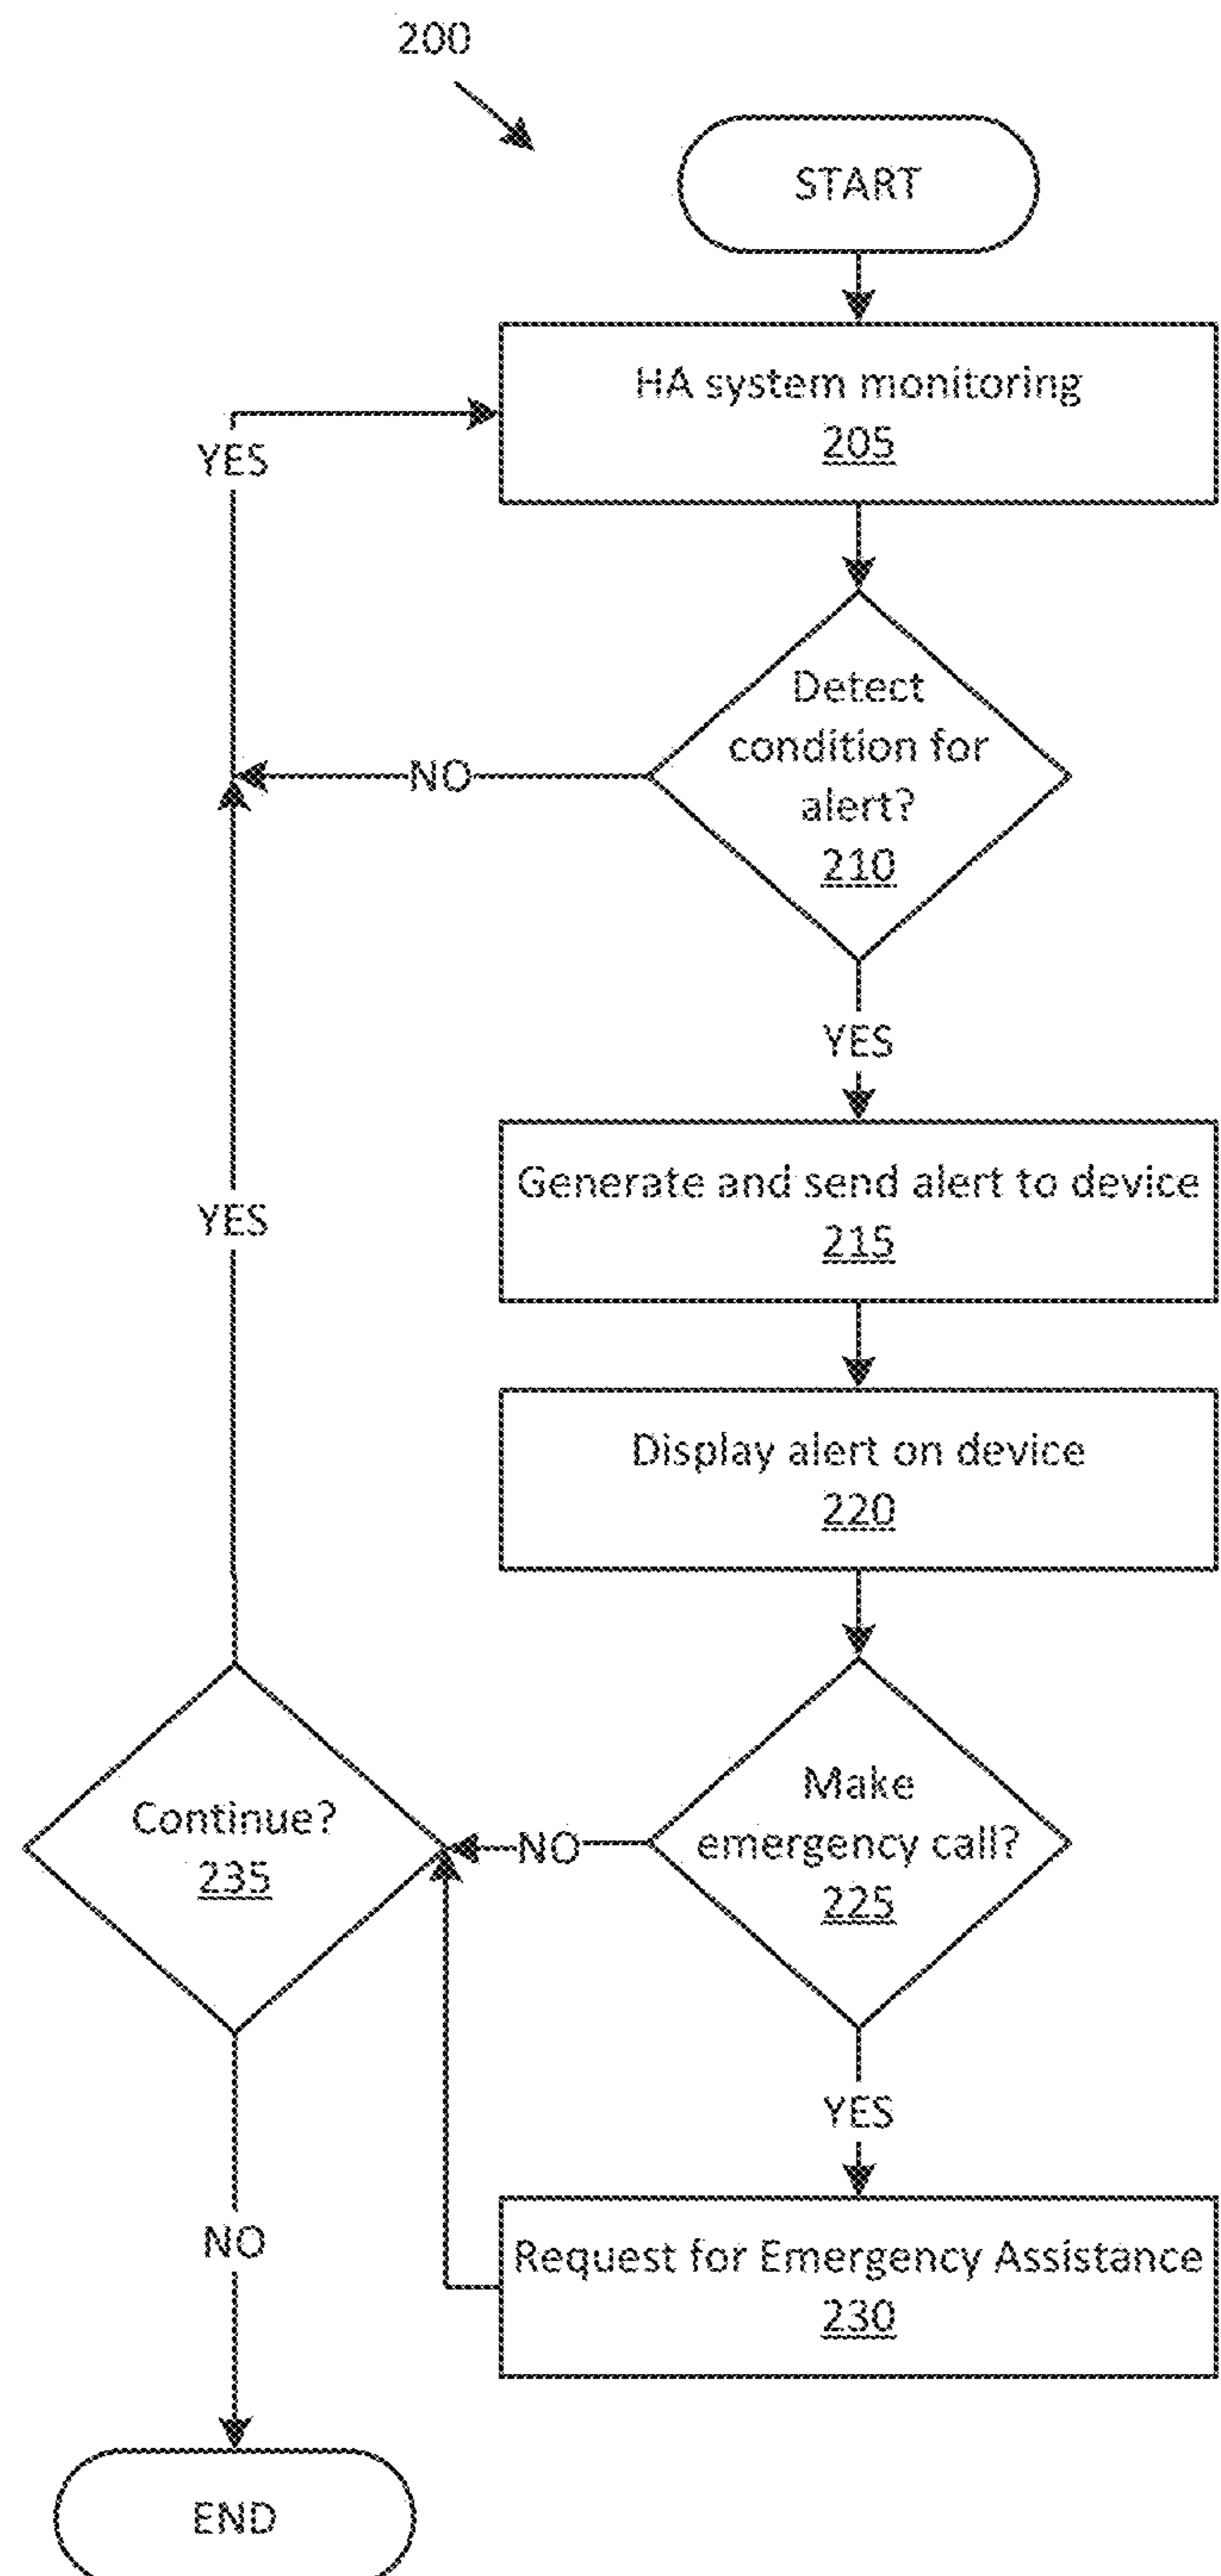 200
START
HA system monitoring
205
YES
Detect
condition for
alert?
210
NO
YES
Generate and send alert to device
215
YES
Display alert on device
220
Make
emergency call?
225
NO
Continue?
235
YES
NO
Request for Emergency Assistance
230
END